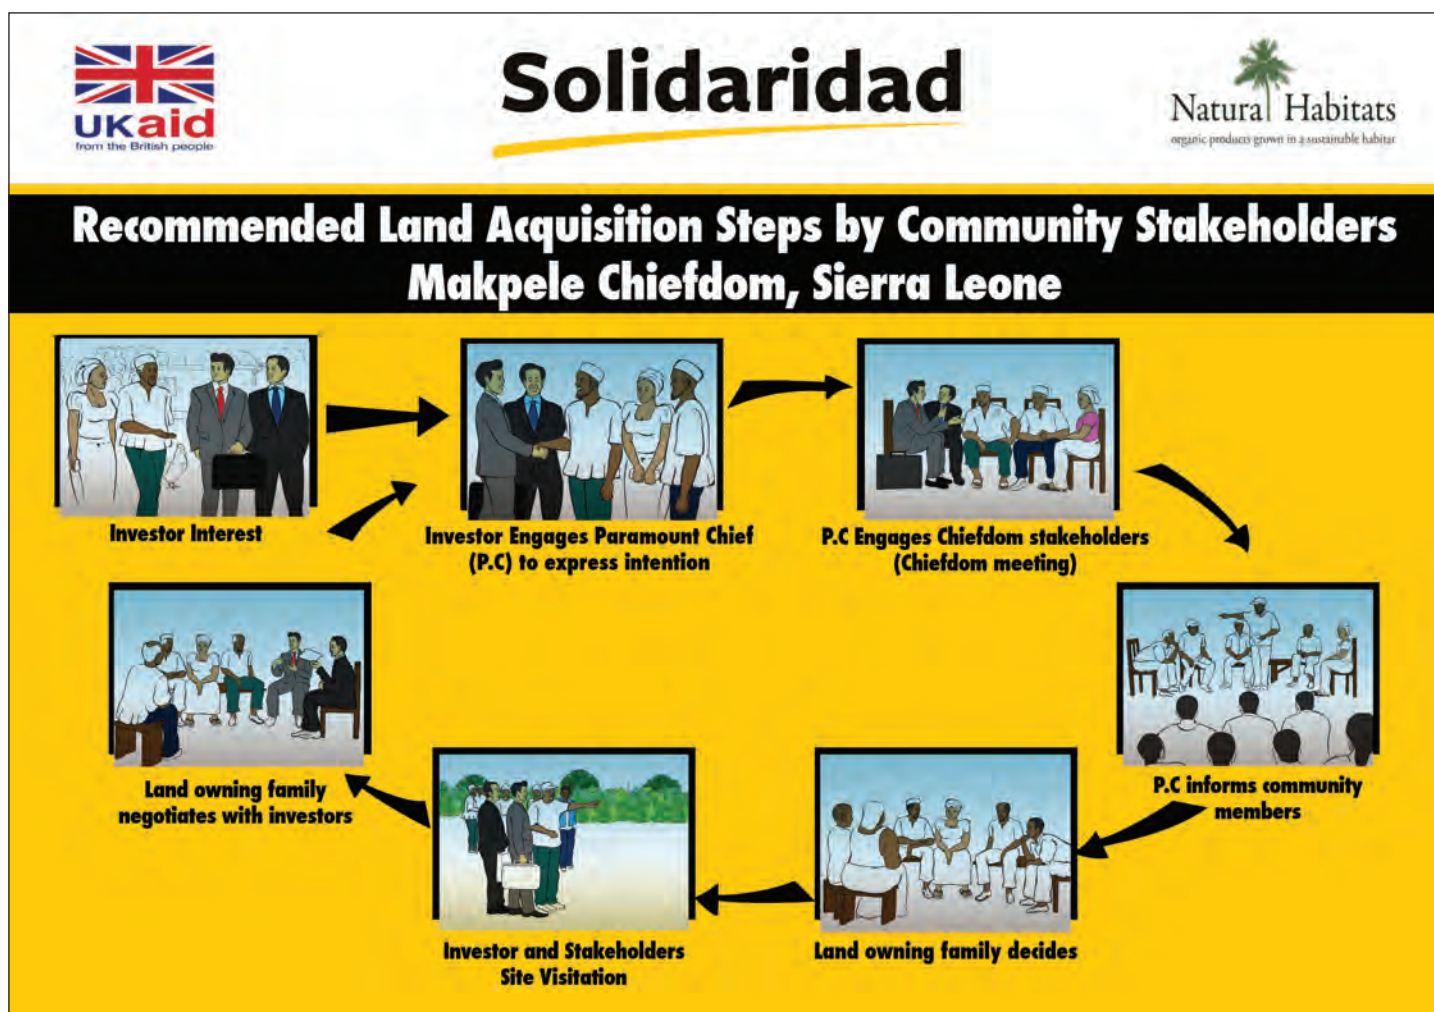 UKaid
from the British people
Solidaridad
Natural Habitats
organic products grown in a sustainable habitat
Recommended Land Acquisition Steps by Community Stakeholders
Makpele Chiefdom, Sierra Leone
Investor Interest
Investor Engages Paramount Chief
(P.C) to express intention
P.C Engages Chiefdom stakeholders
(Chiefdom meeting)
P.C informs community
members
Land owning family decides
Investor and Stakeholders
Site Visitation
Land owning family
negotiates with investors